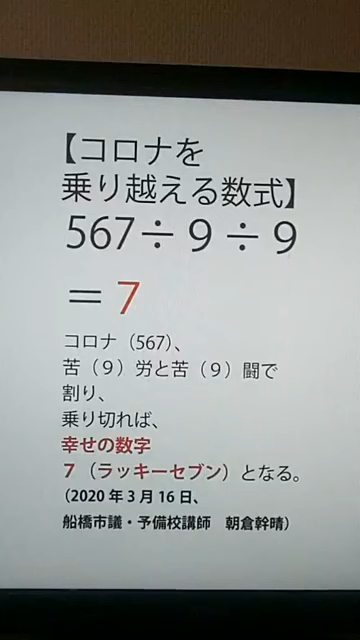 【コロナを
乗り越える数式】
567÷9÷9
=7
コロナ（567）、
苦（９）労と苦（９）闘で
割り、
乗り切れば、
幸せの数字
７（ラッキーセブン）となる。
（2020年3月16日、
船橋市議・予備校講師　朝倉幹晴）